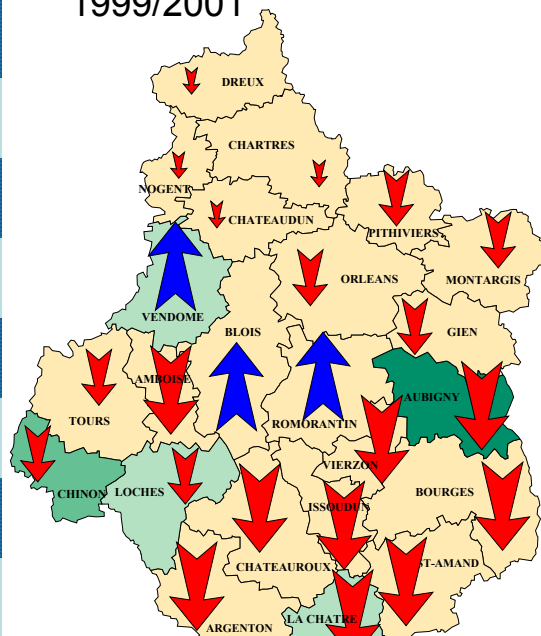 1999/2001
DREUX
CHARTRES
NOGENT
CHATEAUDUN
PITHIVIERS
ORLEANS
MONTARGIS
VENDOME
BLOIS
GIEN
AMBOISE
AUBIGNY
TOURS
ROMORANTIN
VIERZON
CHINON
LOCHES
BOURGES
ISSOUDUN
CHATEAUROUX
ST-AMAND
LA CHATRE
ARGENTON